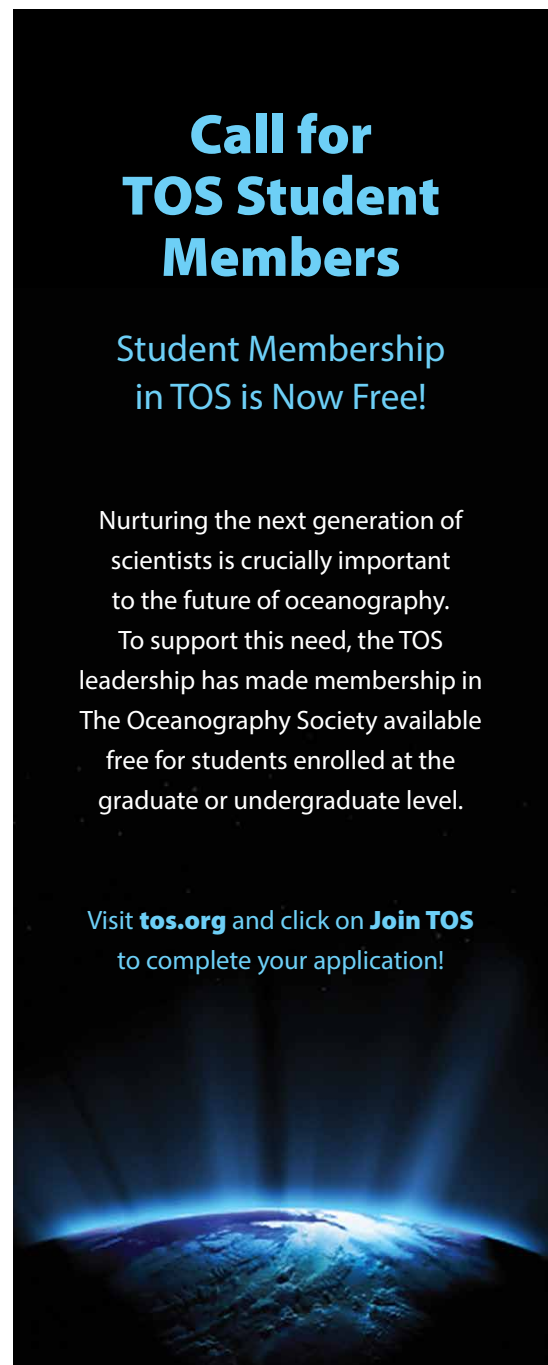 Call for
TOS Student
Members
Student Membership
in TOS is Now Free!
Nurturing the next generation of
scientists is crucially important
to the future of oceanography.
To support this need, the TOS
leadership has made membership in
The Oceanography Society available
free for students enrolled at the
graduate or undergraduate level.
Visit tos.org and click on Join TOS
to complete your application!